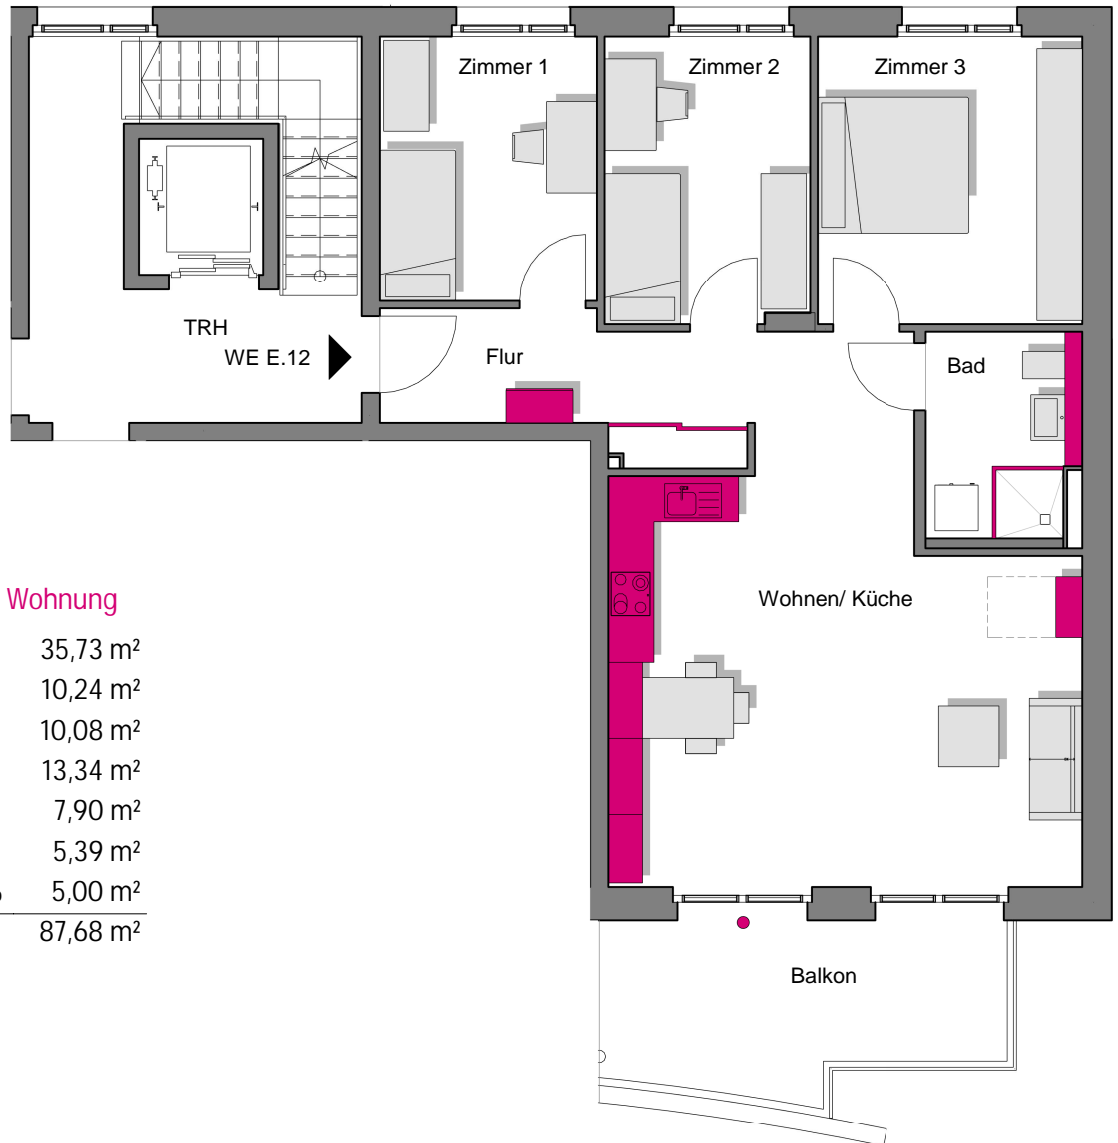 Zimmer 1
Zimmer 2
Zimmer 3
TRH
WE E.12
Flur
Bad
Wohnen/ Küche
Wohnung
35,73 m²
10,24 m²
10,08 m²
13,34 m²
7,90 m²
5,39 m²
5,00 m²
87,68 m²
Balkon